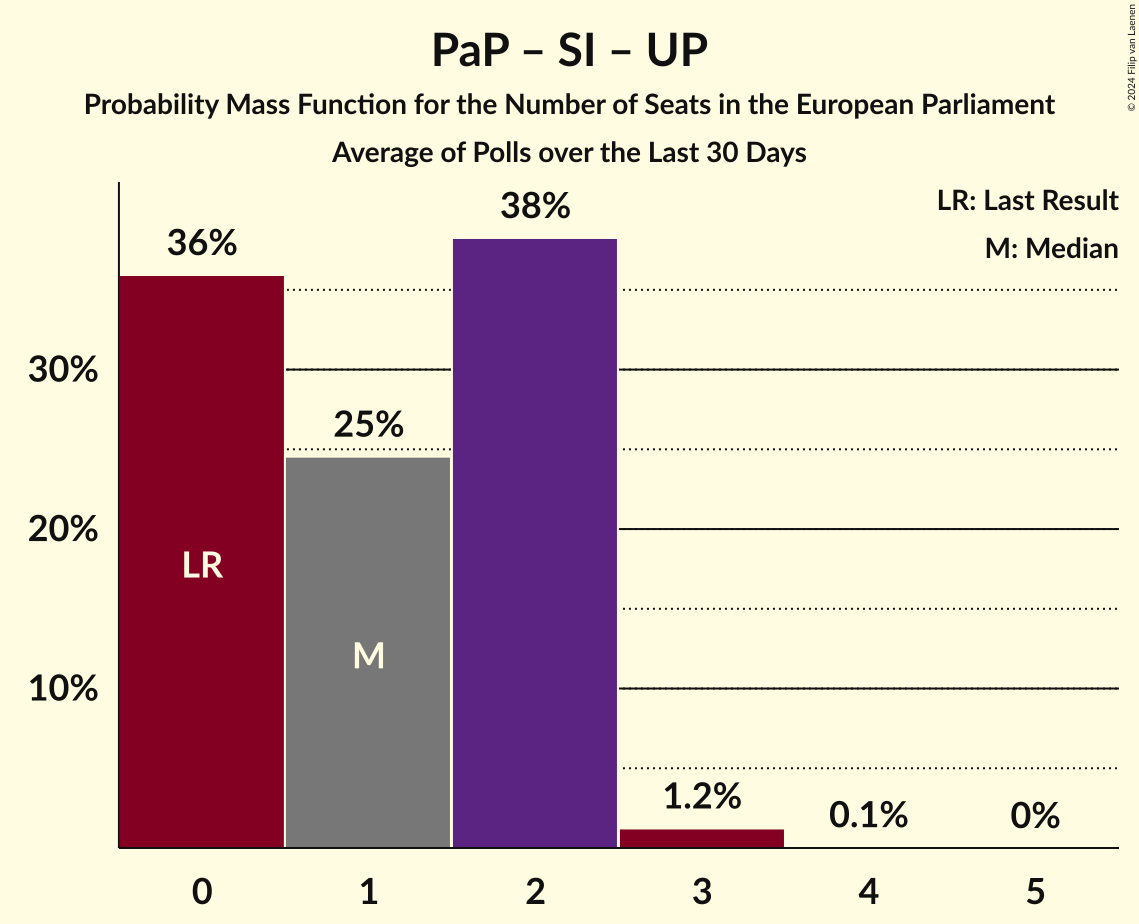 PaP – SI – UP
Probability Mass Function for the Number of Seats in the European Parliament
Average of Polls over the Last 30 Days
© 2024 Filip van Laenen
LR: Last Result
M: Median
38%
36%
30%
25%
20%
LR
M
10%
1.2%
0.1%
0%
0 1 2 3 4 5